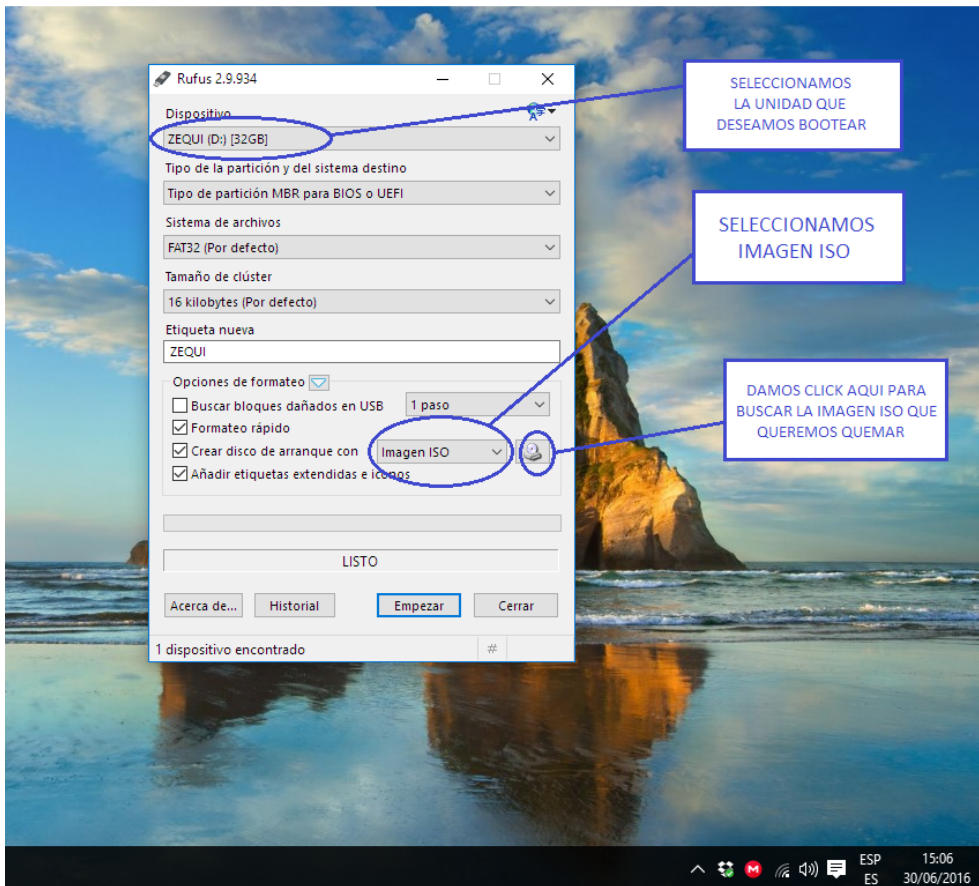 Rufus 2.9.934
Dispositivo
ZEQUI (D:) [32GB]
Tipo de la partición y del sistema destino
Tipo de partición MBR para BIOS o UEFI
Sistema de archivos
FAT32 (Por defecto)
Tamaño de clúster
16 kilobytes (Por defecto)
Etiqueta nueva
ZEQUI
Opciones de formateo
Buscar bloques dañados en USB
1 paso
Formateo rápido
Crear disco de arranque con
Imagen ISO
Añadir etiquetas extendidas e iconos
LISTO
Acerca de...
Historial
Empezar
Cerrar
1 dispositivo encontrado
#
SELECCIONAMOS
LA UNIDAD QUE
DESEAMOS BOOTEAR
SELECCIONAMOS
IMAGEN ISO
DAMOS CLICK AQUI PARA
BUSCAR LA IMAGEN ISO QUE
QUEREMOS QUEMAR
ESP
ES
15:06
30/06/2016